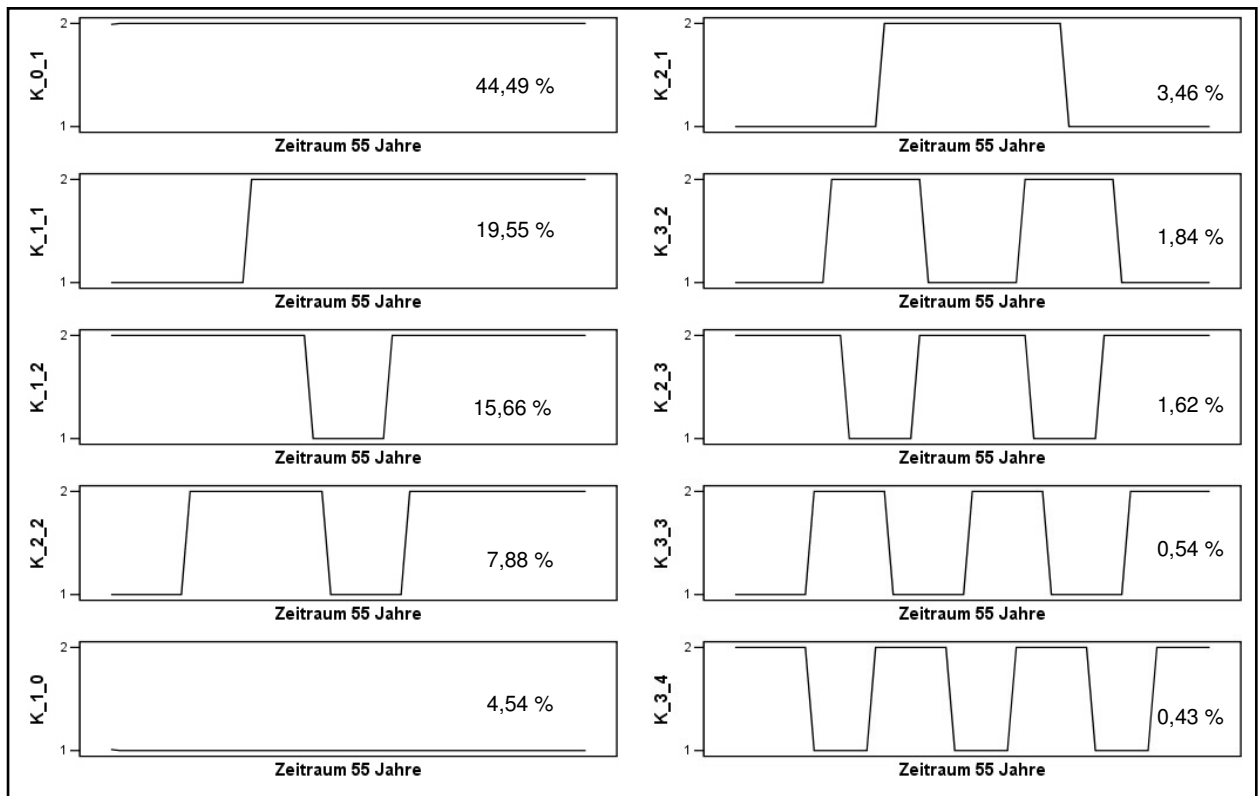 K_0_1
2
1
44,49 %
Zeitraum 55 Jahre
K_1_1
2
1
19,55 %
Zeitraum 55 Jahre
K_1_2
2
1
15,66 %
Zeitraum 55 Jahre
K_2_2
2
1
7,88 %
Zeitraum 55 Jahre
K_1_0
2
1
4,54 %
Zeitraum 55 Jahre
K_2_1
2
1
3,46 %
Zeitraum 55 Jahre
K_3_2
2
1
1,84 %
Zeitraum 55 Jahre
K_2_3
2
1
1,62 %
Zeitraum 55 Jahre
K_3_3
2
1
0,54 %
Zeitraum 55 Jahre
K_3_4
2
1
0,43 %
Zeitraum 55 Jahre